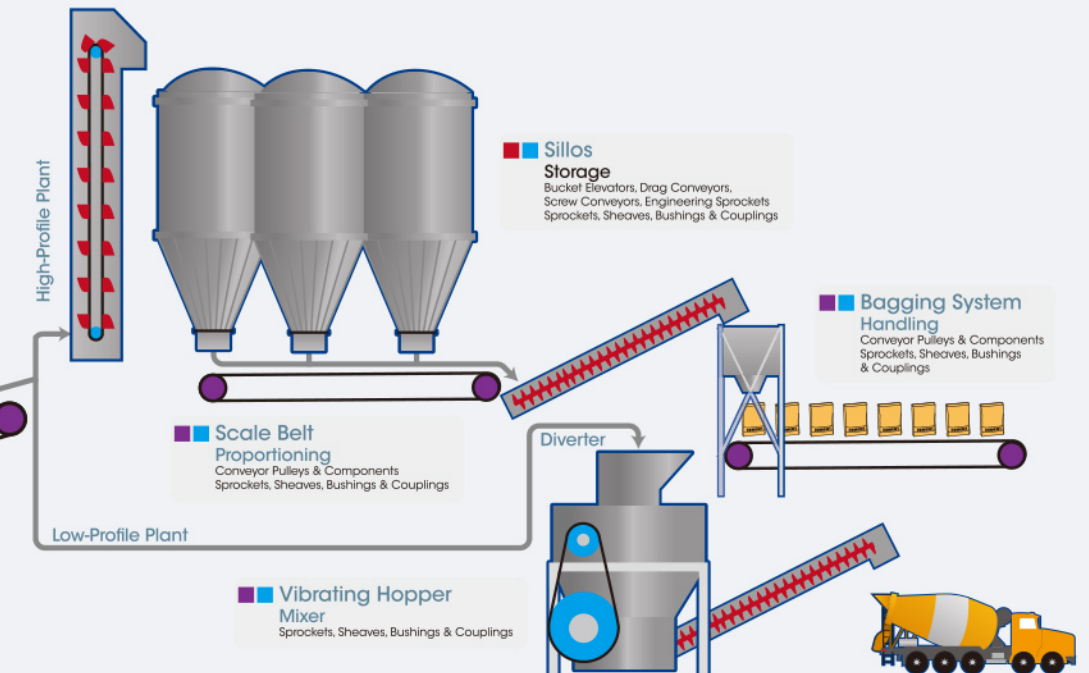 High-Profile Plant
Sillos
Storage
Bucket Elevators, Drag Conveyors,
Screw Conveyors, Engineering Sprockets
Sprockets, Sheaves, Bushings & Couplings
Bagging System
Handling
Conveyor Pulleys & Components
Sprockets, Sheaves, Bushings
& Couplings
Scale Belt
Proportioning
Conveyor Pulleys & Components
Sprockets, Sheaves, Bushings & Couplings
Diverter
Low-Profile Plant
Vibrating Hopper
Mixer
Sprockets, Sheaves, Bushings & Couplings